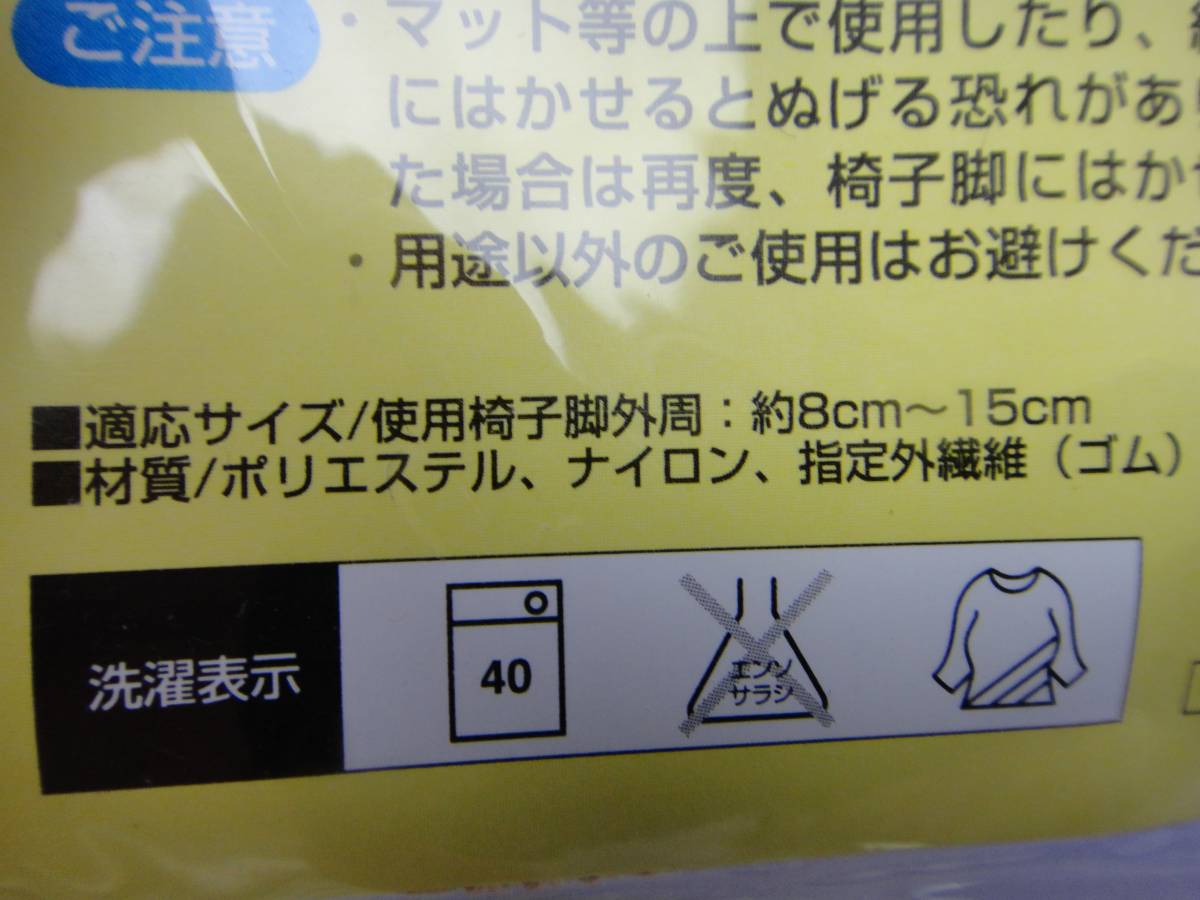 ご注意
・マット等の上で使用したり、
にはかせるとぬげる恐れがあ
た場合は再度、椅子脚にはか
・用途以外のご使用はお避けくだ
■適応サイズ/使用椅子脚外周：約8cm～15cm
■材質/ポリエステル、ナイロン、指定外繊維（ゴム）
洗濯表示
40
エンソ
サラシ